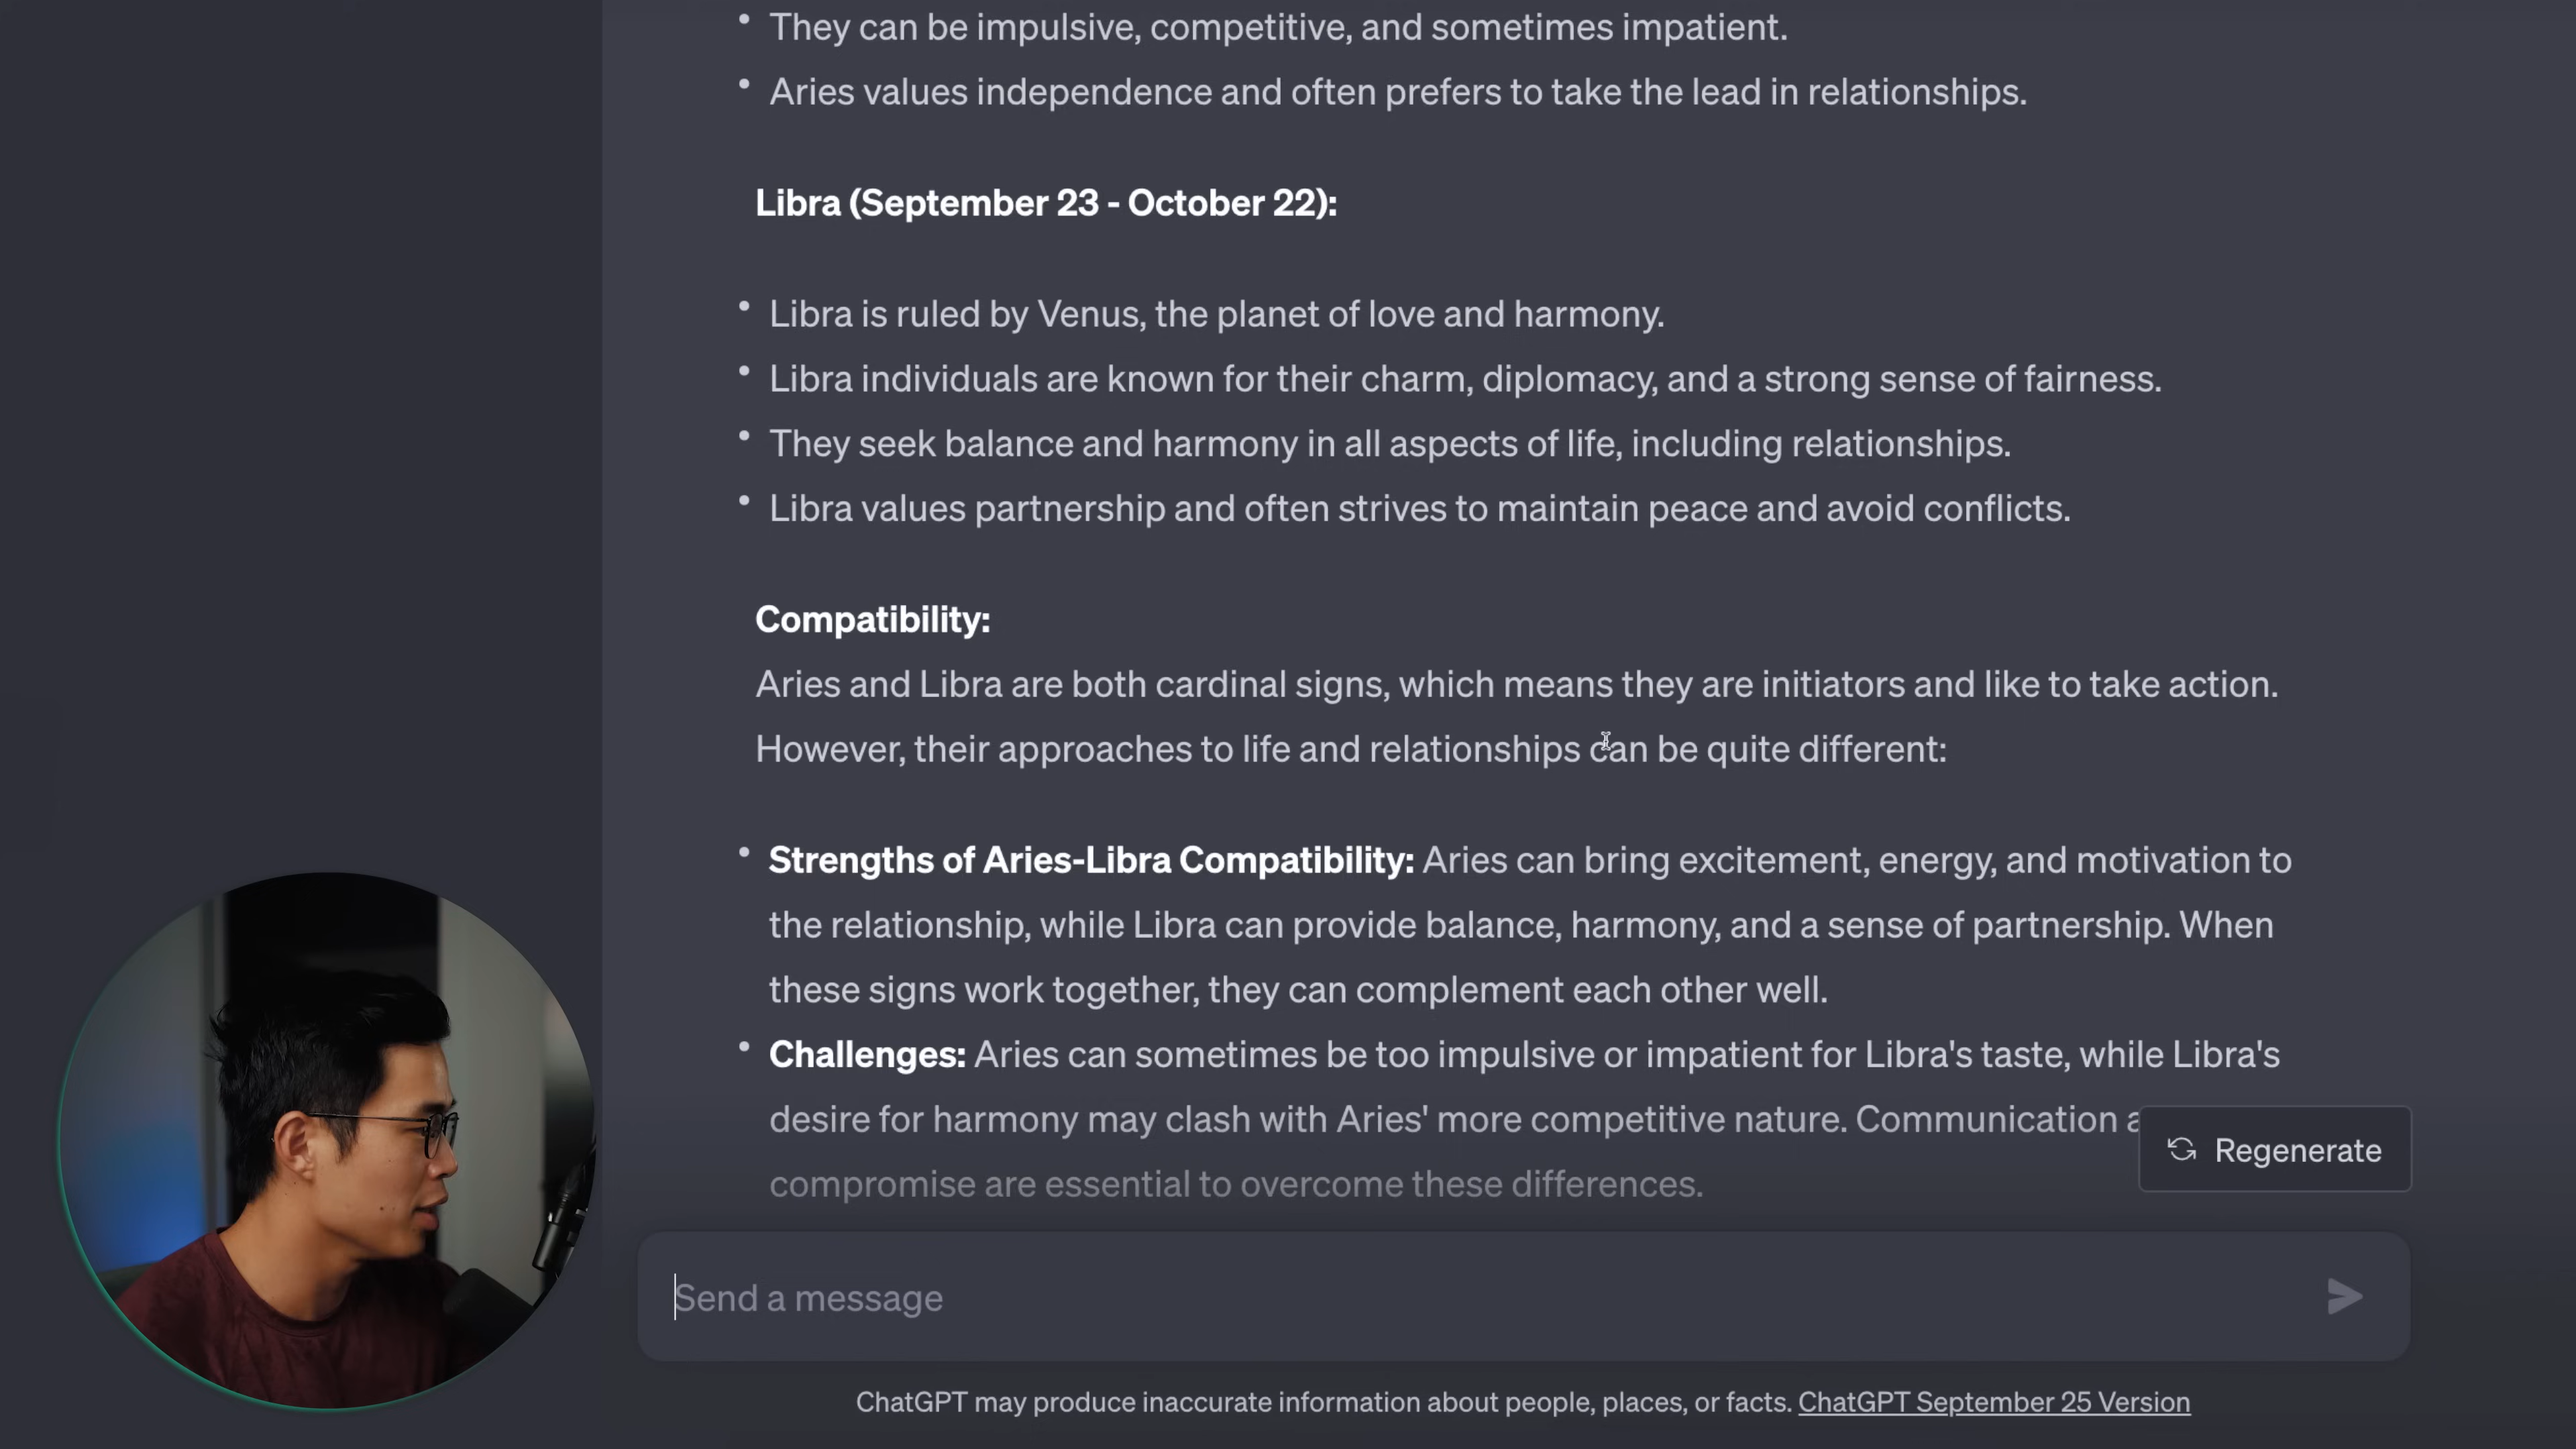 • They can be impulsive, competitive, and sometimes impatient.
• Aries values independence and often prefers to take the lead in relationships.
Libra (September 23 - October 22):
• Libra is ruled by Venus, the planet of love and harmony.
• Libra individuals are known for their charm, diplomacy, and a strong sense of fairness.
• They seek balance and harmony in all aspects of life, including relationships.
• Libra values partnership and often strives to maintain peace and avoid conflicts.
Compatibility:
Aries and Libra are both cardinal signs, which means they are initiators and like to take action.
However, their approaches to life and relationships can be quite different:
• Strengths of Aries-Libra Compatibility: Aries can bring excitement, energy, and motivation to
the relationship, while Libra can provide balance, harmony, and a sense of partnership. When
these signs work together, they can complement each other well.
• Challenges: Aries can sometimes be too impulsive or impatient for Libra's taste, while Libra's
desire for harmony may clash with Aries' more competitive nature. Communication
compromise are essential to overcome these differences.
Regenerate
Send a message
ChatGPT may produce inaccurate information about people, places, or facts. ChatGPT September 25 Version